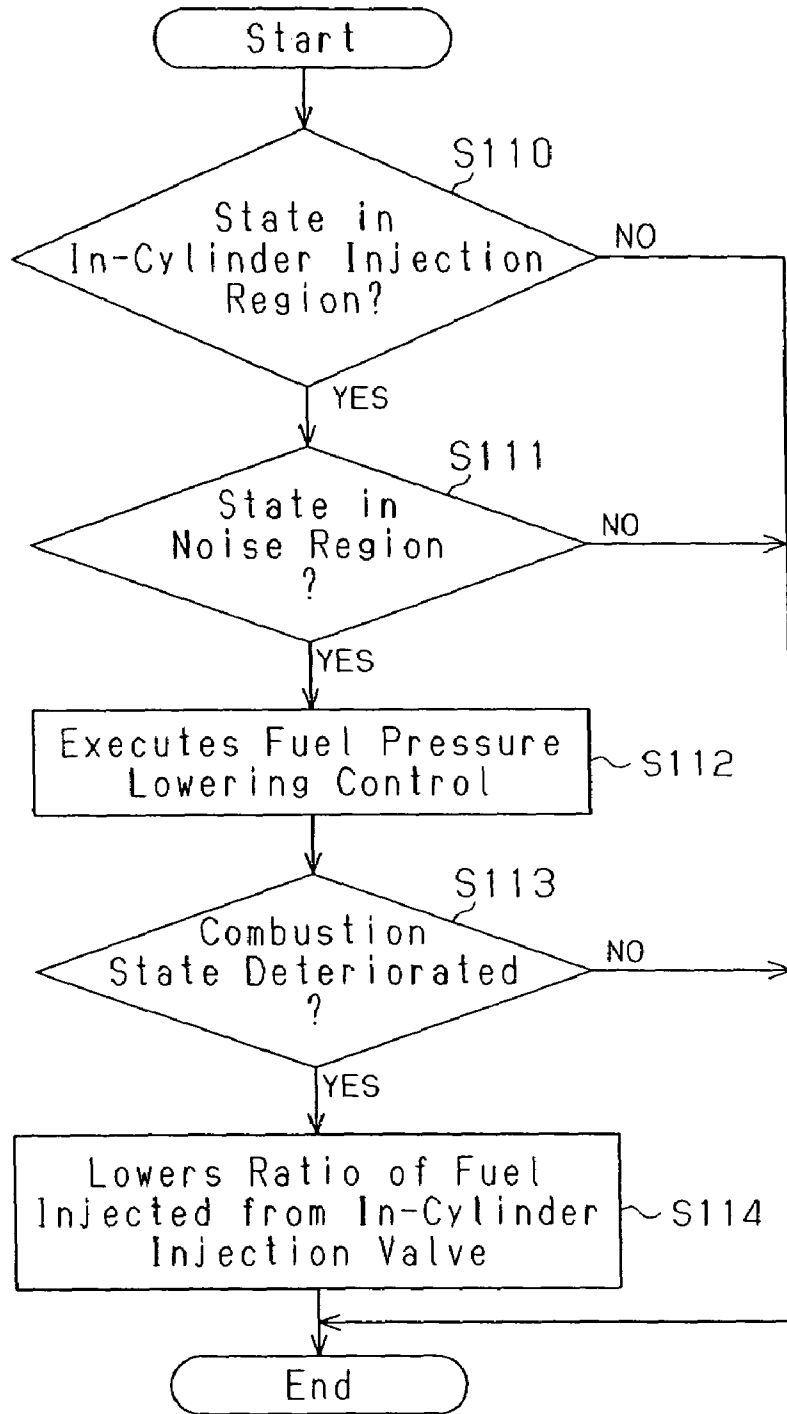 Start
S110
State in
In-Cylinder Injection
Region?
NO
YES
S111
State in
Noise Region
?
NO
YES
Executes Fuel Pressure
Lowering Control
S112
S113
Combustion
State Deteriorated
?
NO
YES
Lowers Ratio of Fuel
Injected from In-Cylinder
Injection Valve
S114
End